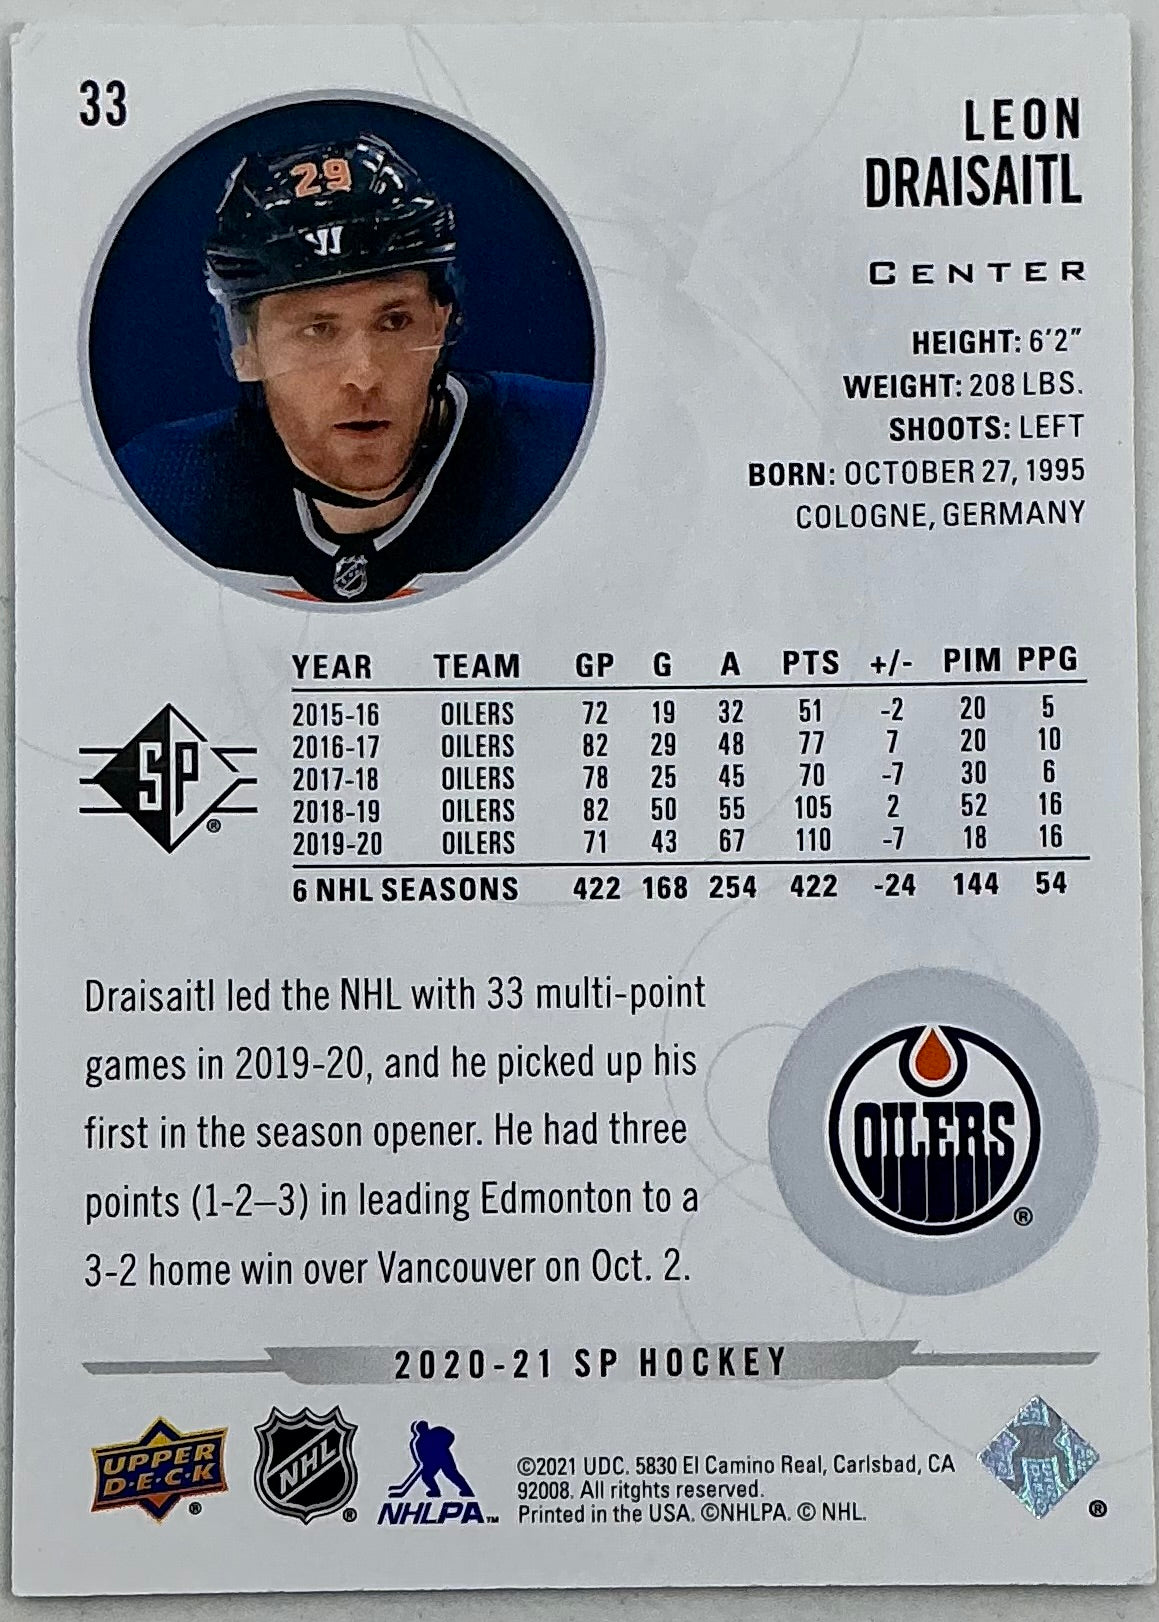 33
LEON
DRAISAITL
CENTER
29
HEIGHT: 6'2"
WEIGHT: 208 LBS.
SHOOTS: LEFT
BORN: OCTOBER 27, 1995
COLOGNE, GERMANY
YEAR TEAM GP G A PTS +/- PIM PPG
2015-16 OILERS 72 19 32 51 -2 20 5
2016-17 OILERS 82 29 48 77 7 20 10
2017-18 OILERS 78 25 45 70 -7 30 6
2018-19 OILERS 82 50 55 105 2 52 16
2019-20 OILERS 71 43 67 110 -7 18 16
6 NHL SEASONS 422 168 254 422 -24 144 54
SP®
Draisaitl led the NHL with 33 multi-point
games in 2019-20, and he picked up his
first in the season opener. He had three
points (1-2–3) in leading Edmonton to a
3-2 home win over Vancouver on Oct. 2.
OILERS®
2020-21 SP HOCKEY
UPPER
D·E·C·K®
NHL®
NHLPA™
©2021 UDC. 5830 El Camino Real, Carlsbad, CA
92008. All ritghts reserved.
Printed in the USA. ©NHLPA. © NHL.
®